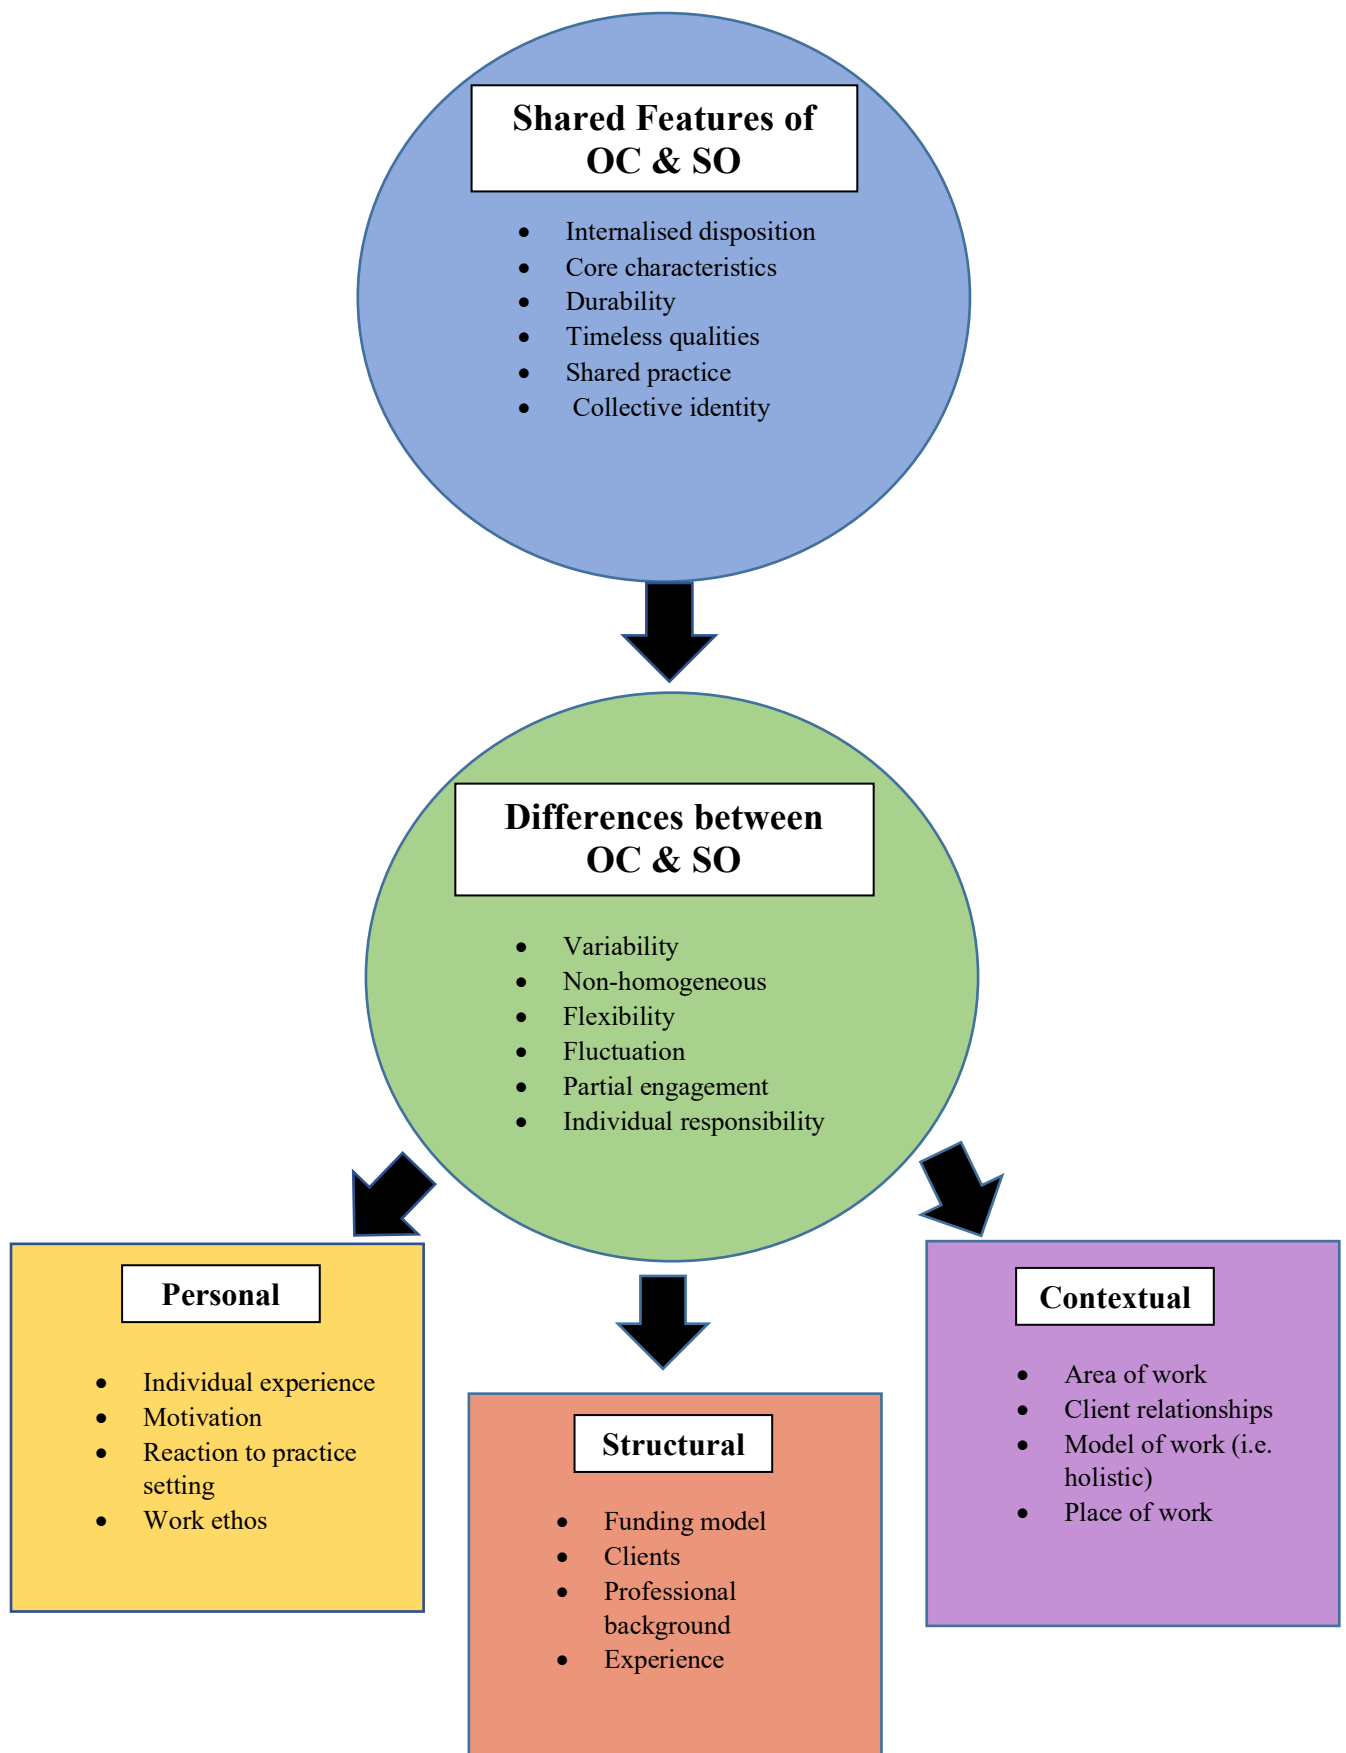 Shared Features of
OC & SO
• Internalised disposition
• Core characteristics
• Durability
• Timeless qualities
• Shared practice
• Collective identity
Differences between
OC & SO
• Variability
• Non-homogeneous
• Flexibility
• Fluctuation
• Partial engagement
• Individual responsibility
Personal
• Individual experience
• Motivation
• Reaction to practice
setting
• Work ethos
Structural
• Funding model
• Clients
• Professional
background
• Experience
Contextual
• Area of work
• Client relationships
• Model of work (i.e.
holistic)
• Place of work